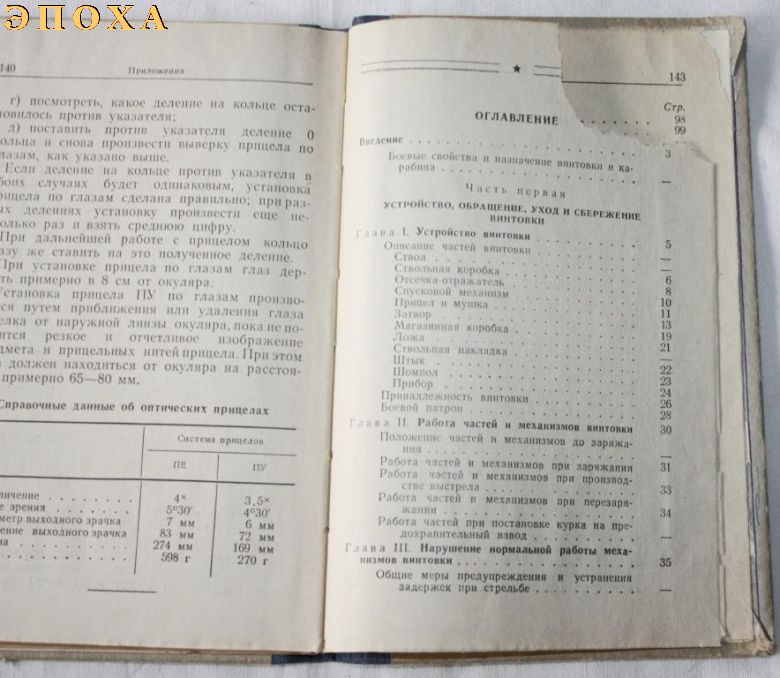 ЭПОХА
140 Приложения
г) посмотреть, какое деление на кольце оста-
новилось против указателя;
д) поставить против указателя деление 0
кольца и снова произвести выверку прицела по
глазам, как указано выше.
Если деление на кольце против указателя в
обоих случаях будет одинаковым, установка
прицела по глазам сделана правильно; при раз-
ных делениях установку произвести еще не-
сколько раз и взять среднюю цифру.
При дальнейшей работе с прицелом кольцо
сразу же ставить на это полученное деление.
При установке прицела по глазам глаз дер-
жать примерно в 8 см от окуляра.
Установка прицела ПУ по глазам произво-
дится путем приближения или удаления глаза
стрелка от наружной линзы окуляра, пока не по-
явится резкое и отчетливое изображение
предмета и прицельных нитей прицела. При этом
должен находиться от окуляра на расстоя-
примерно 65—80 мм.
Справочные данные об оптических прицелах
Система прицелов
ПЕ ПУ
личение 4× 3,5×
е зрения 5°30′ 4°30′
метр выходного зрачка 7 мм 6 мм
ление выходного зрачка 83 мм 72 мм
на 274 мм 169 мм
598 г 270 г
★ 143
Стр.
98
99
ОГЛАВЛЕНИЕ
Введение 3
Боевые свойства и назначение винтовки и ка-
рабина —
Часть первая
УСТРОЙСТВО, ОБРАЩЕНИЕ, УХОД И СБЕРЕЖЕНИЕ
ВИНТОВКИ
Глава I. Устройство винтовки 5
Описание частей винтовки —
Ствол —
Ствольная коробка 6
Отсечка-отражатель 8
Спусковой механизм 10
Прицел и мушка 11
Затвор 13
Магазинная коробка 19
Ложа 21
Ствольная накладка —
Штык 22
Шомпол 23
Прибор 24
Принадлежность винтовки 26
Боевой патрон 28
Глава II. Работа частей и механизмов винтовки 30
Положение частей и механизмов до заряжа-
ния —
Работа частей и механизмов при заряжании 31
Работа частей и механизмов при производ-
стве выстрела 33
Работа частей и механизмов при перезаря-
жании 34
Работа частей при постановке курка на пре-
дохранительный взвод —
Глава III. Нарушение нормальной работы меха-
низмов винтовки 35
Общие меры предупреждения и устранения
задержек при стрельбе —